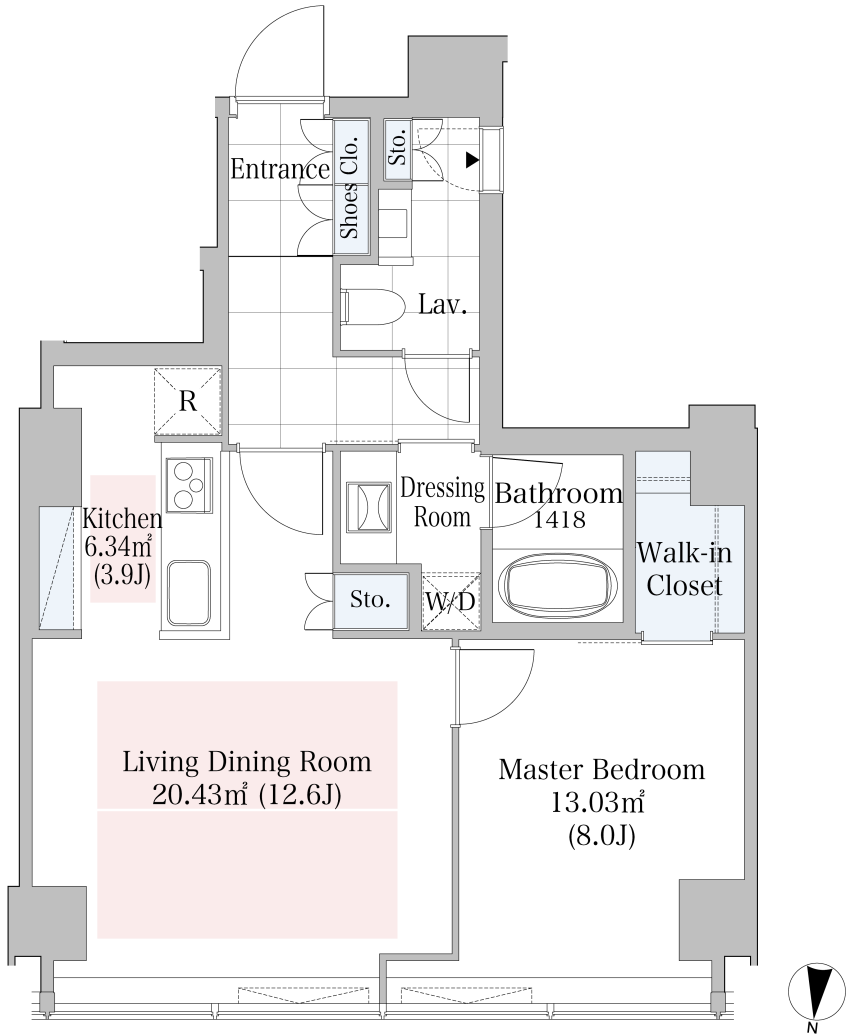 Entrance
Shoes Clo.
Sto.
Lav.
R
Kitchen
6.34㎡
(3.9J)
Dressing
Room
Bathroom
1418
Walk-in
Closet
Sto.
W/D
Living Dining Room
20.43㎡ (12.6J)
Master Bedroom
13.03㎡
(8.0J)
N